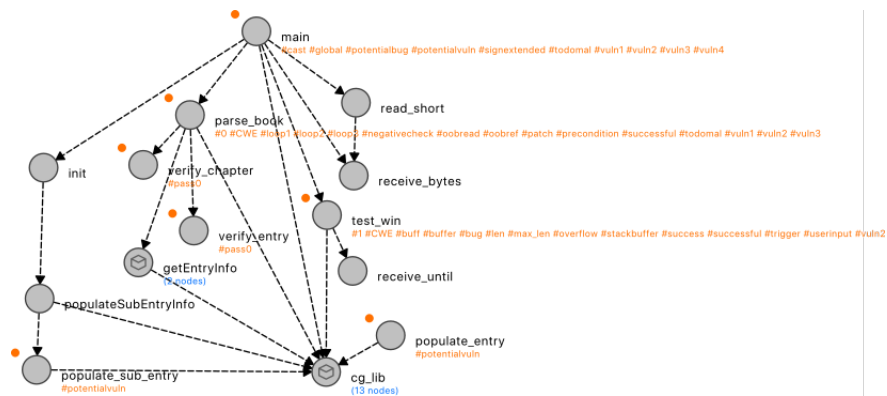 main
#cast #global #potentialbug #potentialvuln #signextended #todomal #vuln1 #vuln2 #vuln3 #vuln4
read_short
parse_book
#0 #CWE #loop1 #loop2 #loop3 #negativecheck #oobread #oobref #patch #precondition #successful #todomal #vuln1 #vuln2 #vuln3
init
verify_chapter
#pass0
receive_bytes
test_win
#1 #CWE #buff #buffer #bug #len #max_len #overflow #stackbuffer #success #successful #trigger #userinput #vuln2
verify_entry
#pass0
getEntryInfo
(2 nodes)
receive_until
populateSubEntryInfo
populate_entry
#potentialvuln
populate_sub_entry
#potentialvuln
cg_lib
(13 nodes)